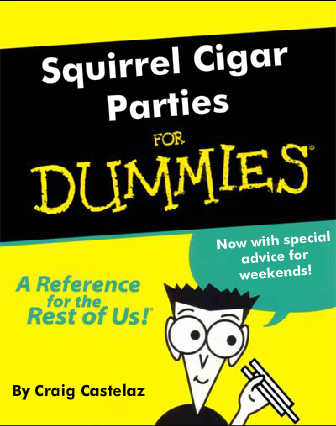 Squirrel Cigar
Parties
FOR
DUMMIES®
Now with special
advice for
weekends!
A Reference
for the
Rest of Us!™
By Craig Castelaz